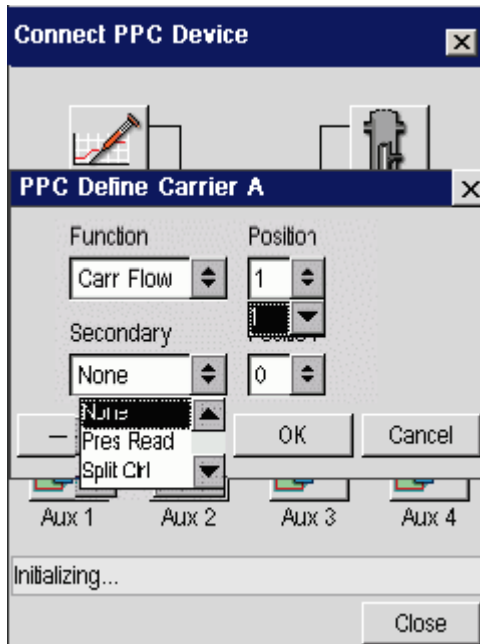 Connect PPC Device
PPC Define Carrier A
Function Position
Carr Flow 1
1
Secondary
None 0
None
Pres Read
Split Ctrl
OK Cancel
Aux 1 Aux 2 Aux 3 Aux 4
Initializing...
Close